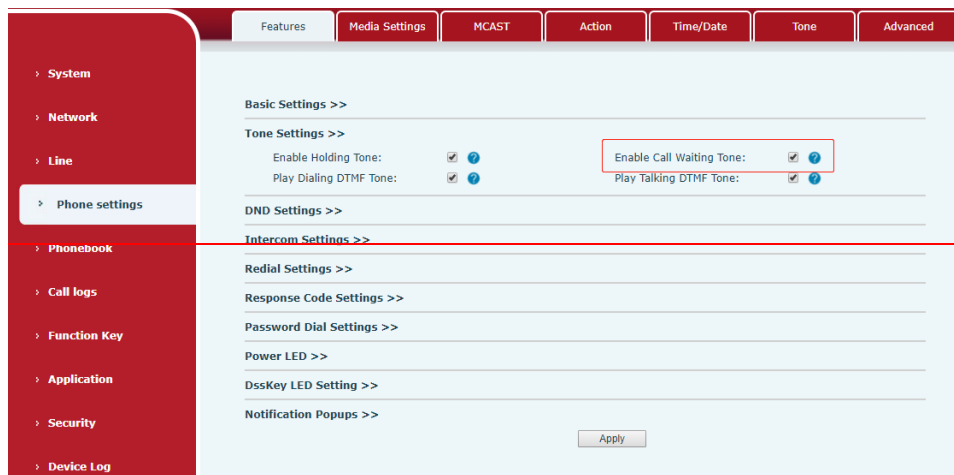 Features Media Settings MCAST Action Time/Date Tone Advanced
› System
› Network
› Line
› Phone settings
› Phonebook
› Call logs
› Function Key
› Application
› Security
› Device Log
Basic Settings >>
Tone Settings >>
Enable Holding Tone: Enable Call Waiting Tone:
Play Dialing DTMF Tone: Play Talking DTMF Tone:
DND Settings >>
Intercom Settings >>
Redial Settings >>
Response Code Settings >>
Password Dial Settings >>
Power LED >>
DssKey LED Setting >>
Notification Popups >>
Apply